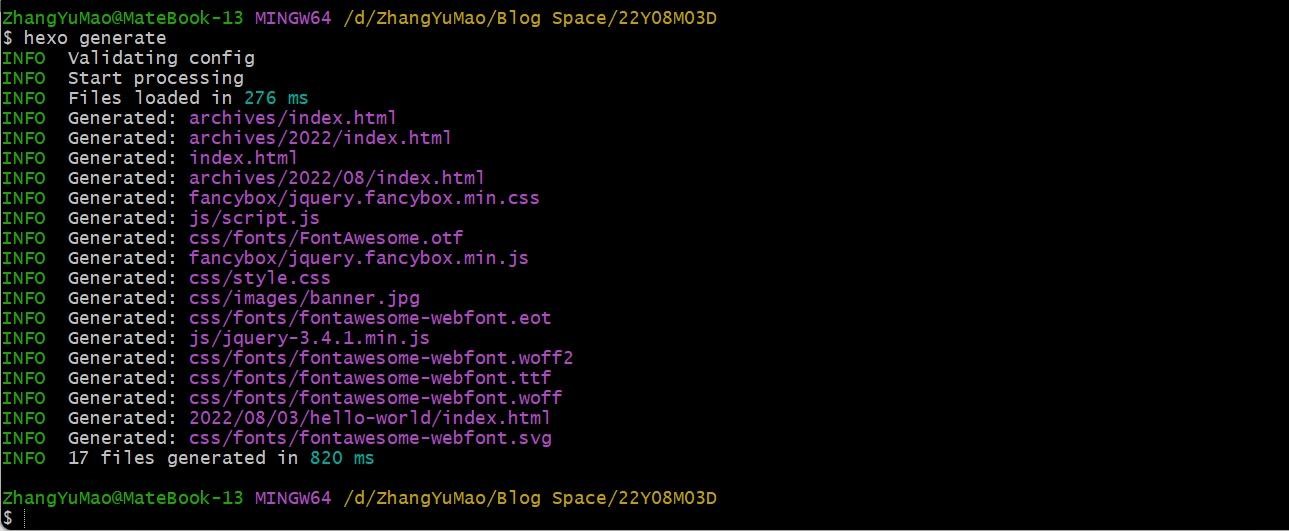 ZhangYuMao@MateBook-13 MINGW64 /d/ZhangYuMao/Blog Space/22Y08M03D
$ hexo generate
INFO  Validating config
INFO  Start processing
INFO  Files loaded in 276 ms
INFO  Generated: archives/index.html
INFO  Generated: archives/2022/index.html
INFO  Generated: index.html
INFO  Generated: archives/2022/08/index.html
INFO  Generated: fancybox/jquery.fancybox.min.css
INFO  Generated: js/script.js
INFO  Generated: css/fonts/FontAwesome.otf
INFO  Generated: fancybox/jquery.fancybox.min.js
INFO  Generated: css/style.css
INFO  Generated: css/images/banner.jpg
INFO  Generated: css/fonts/fontawesome-webfont.eot
INFO  Generated: js/jquery-3.4.1.min.js
INFO  Generated: css/fonts/fontawesome-webfont.woff2
INFO  Generated: css/fonts/fontawesome-webfont.ttf
INFO  Generated: css/fonts/fontawesome-webfont.woff
INFO  Generated: 2022/08/03/hello-world/index.html
INFO  Generated: css/fonts/fontawesome-webfont.svg
INFO  17 files generated in 820 ms
ZhangYuMao@MateBook-13 MINGW64 /d/ZhangYuMao/Blog Space/22Y08M03D
$